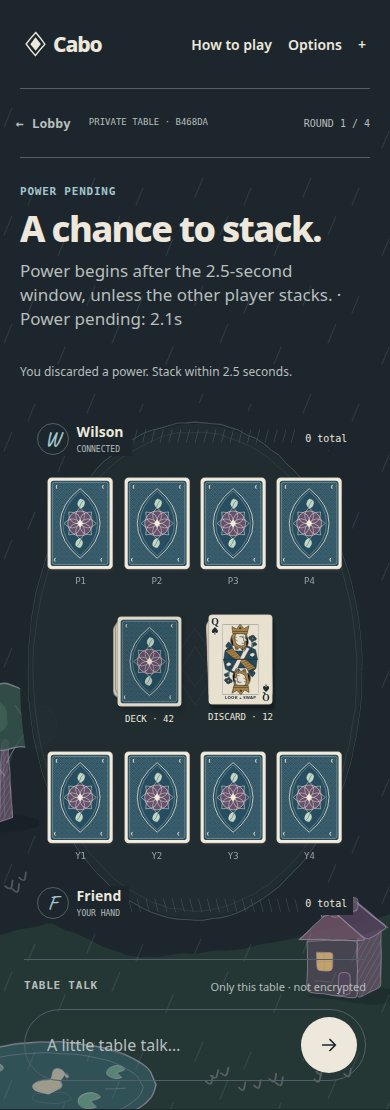 Cabo
How to play Options +
← Lobby PRIVATE TABLE · B468DA ROUND 1 / 4
POWER PENDING
A chance to stack.
Power begins after the 2.5-second
window, unless the other player stacks. ·
Power pending: 2.1s
You discarded a power. Stack within 2.5 seconds.
W Wilson
CONNECTED
0 total
P1 P2 P3 P4
Q
LOOK + SWAP
Q
DECK · 42 DISCARD · 12
Y1 Y2 Y3 Y4
F Friend
YOUR HAND
0 total
TABLE TALK Only this table · not encrypted
A little table talk... →